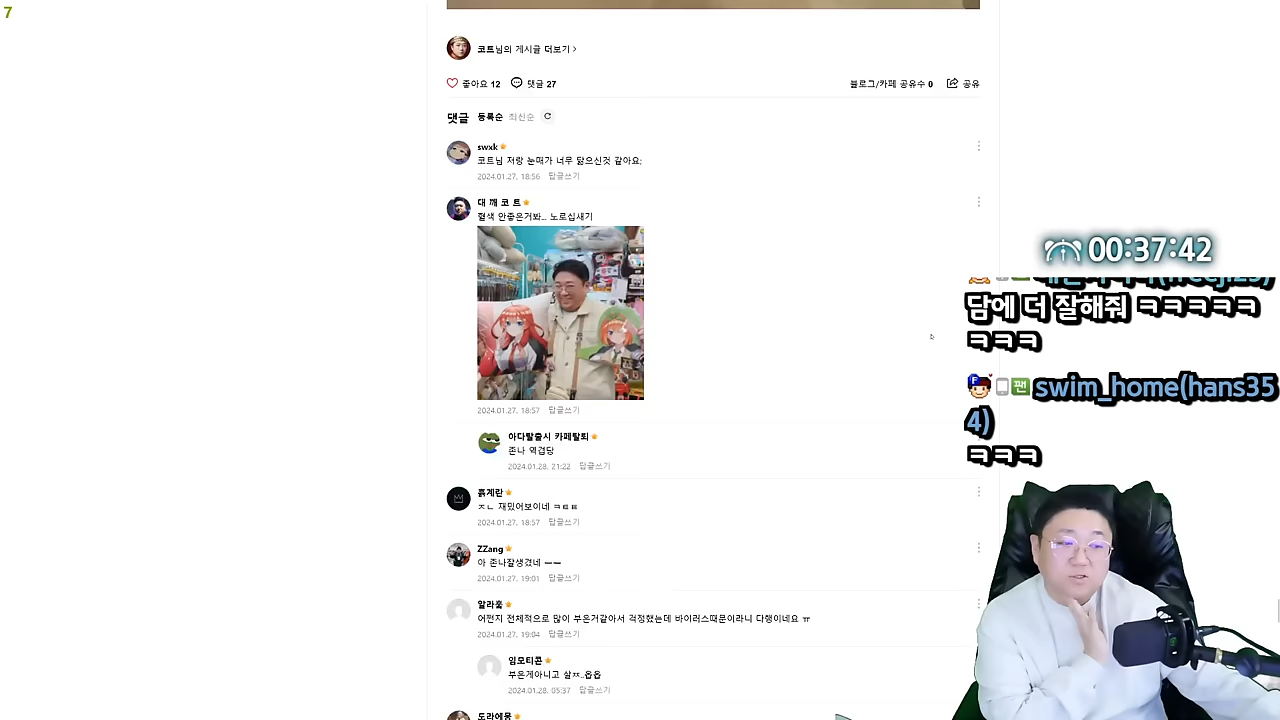 7
코트님의 게시글 더보기 >
좋아요 12 댓글 27
블로그/카페 공유수 0 공유
댓글 등록순 최신순
swxk
코트님 저랑 눈매가 너무 닮으신것 같아요;
2024.01.27. 18:56 답글쓰기
대 깨 코 트
혈색 안좋은거봐... 노로십새기
2024.01.27. 18:57 답글쓰기
아다탈출시 카페탈퇴
존나 역겹당
2024.01.28. 21:22 답글쓰기
흙계란
ㅈㄴ 재밌어보이네 ㅋㅌㅍ
2024.01.27. 18:57 답글쓰기
ZZang
아 존나잘생겼네 ㅡㅡ
2024.01.27. 19:01 답글쓰기
어쩐지 전체적으로 많이 부은거같아서 걱정했는데 바이러스때문이라니 다행이네요 ㅠ
2024.01.27. 19:04 답글쓰기
임모티콘
부은게아니고 살ㅉ..읍읍
2024.01.28. 05:37 답글쓰기
도라에몽
00:37:42
담에 더 잘해줘 ㅋㅋㅋㅋㅋ
ㅋㅋㅋ
팬 swim_home(hans35
4)
ㅋㅋㅋ